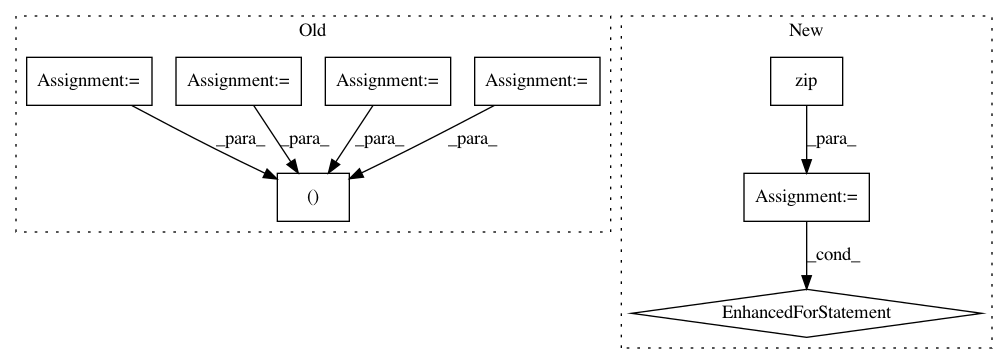 Old
New
Assignment:=
Assignment:=
Assignment:=
Assignment:=
zip
_para_
_para_
_para_
_para_
_para_
()
Assignment:=
_cond_
EnhancedForStatement